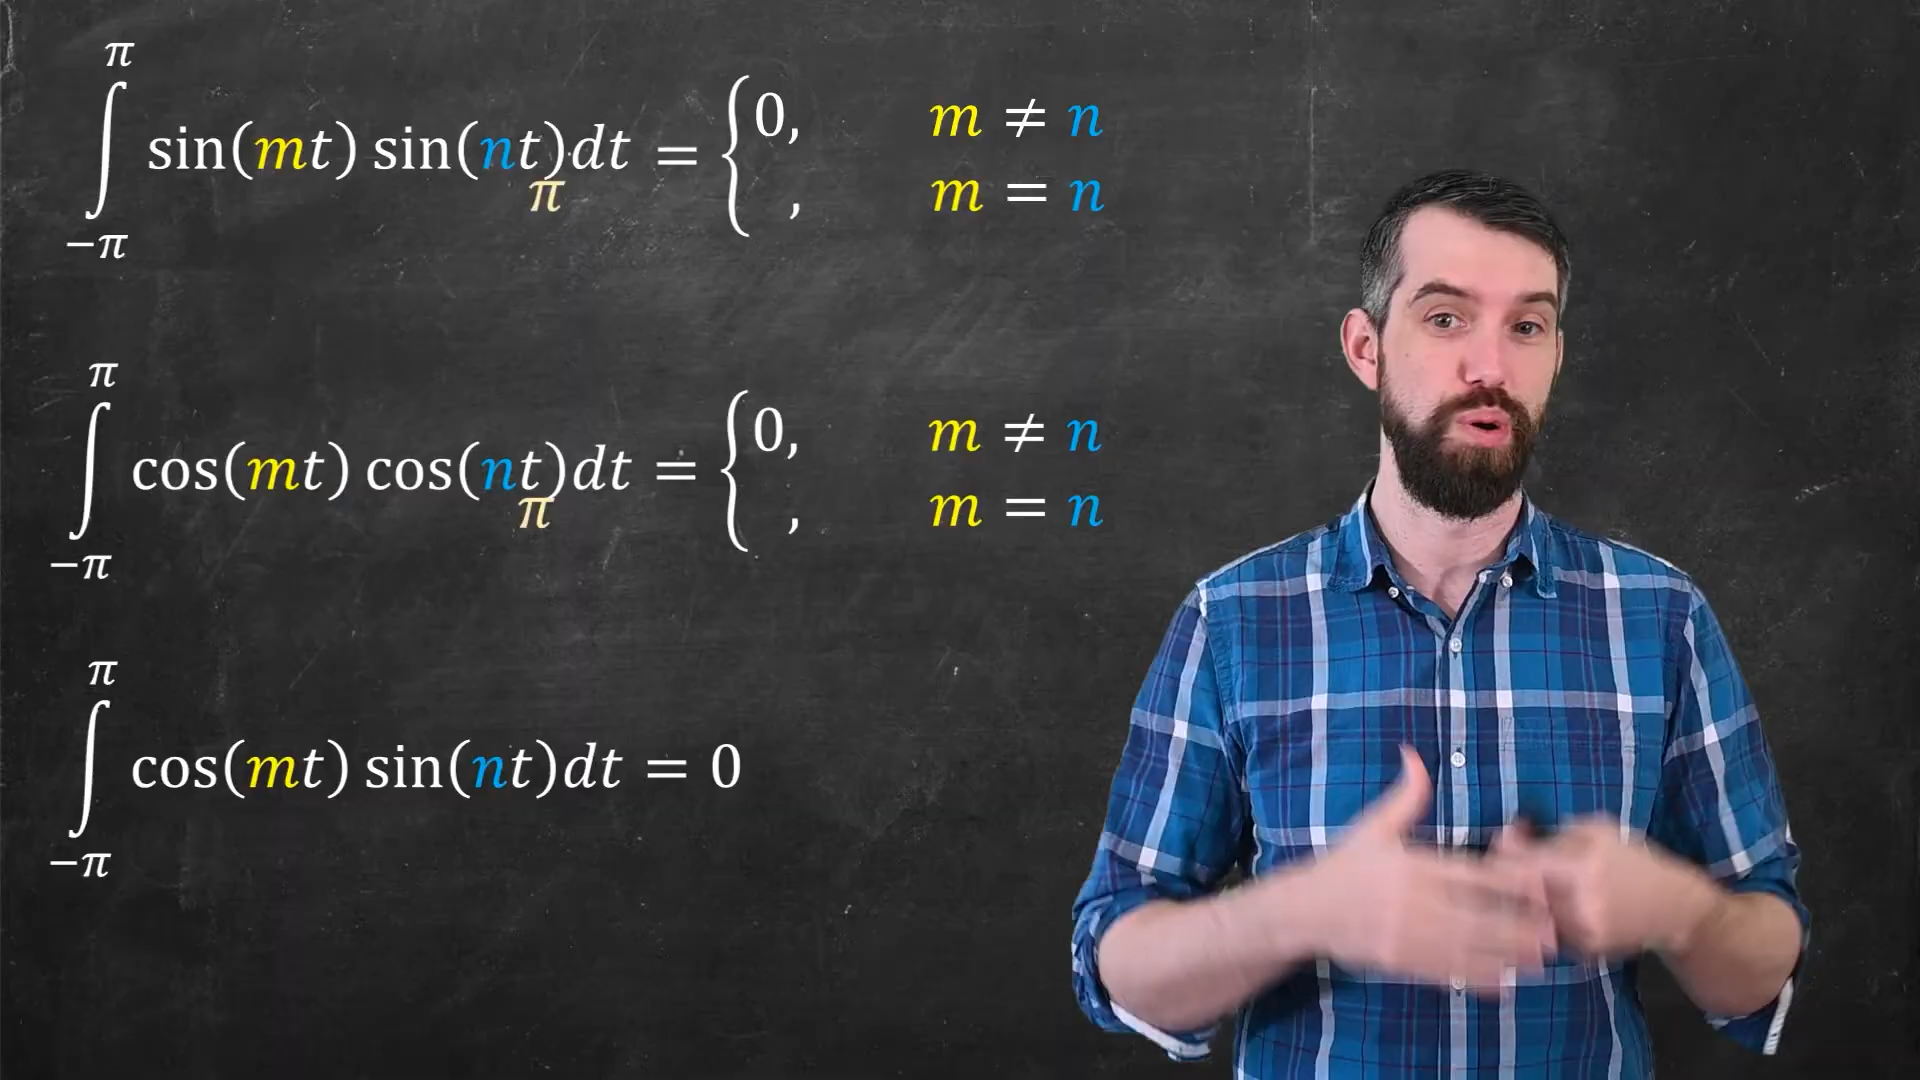 π
∫ sin(mt) sin(nt)dt = { 0, m ≠ n
π , m = n
−π
π
∫ cos(mt) cos(nt)dt = { 0, m ≠ n
π , m = n
−π
π
∫ cos(mt) sin(nt)dt = 0
−π